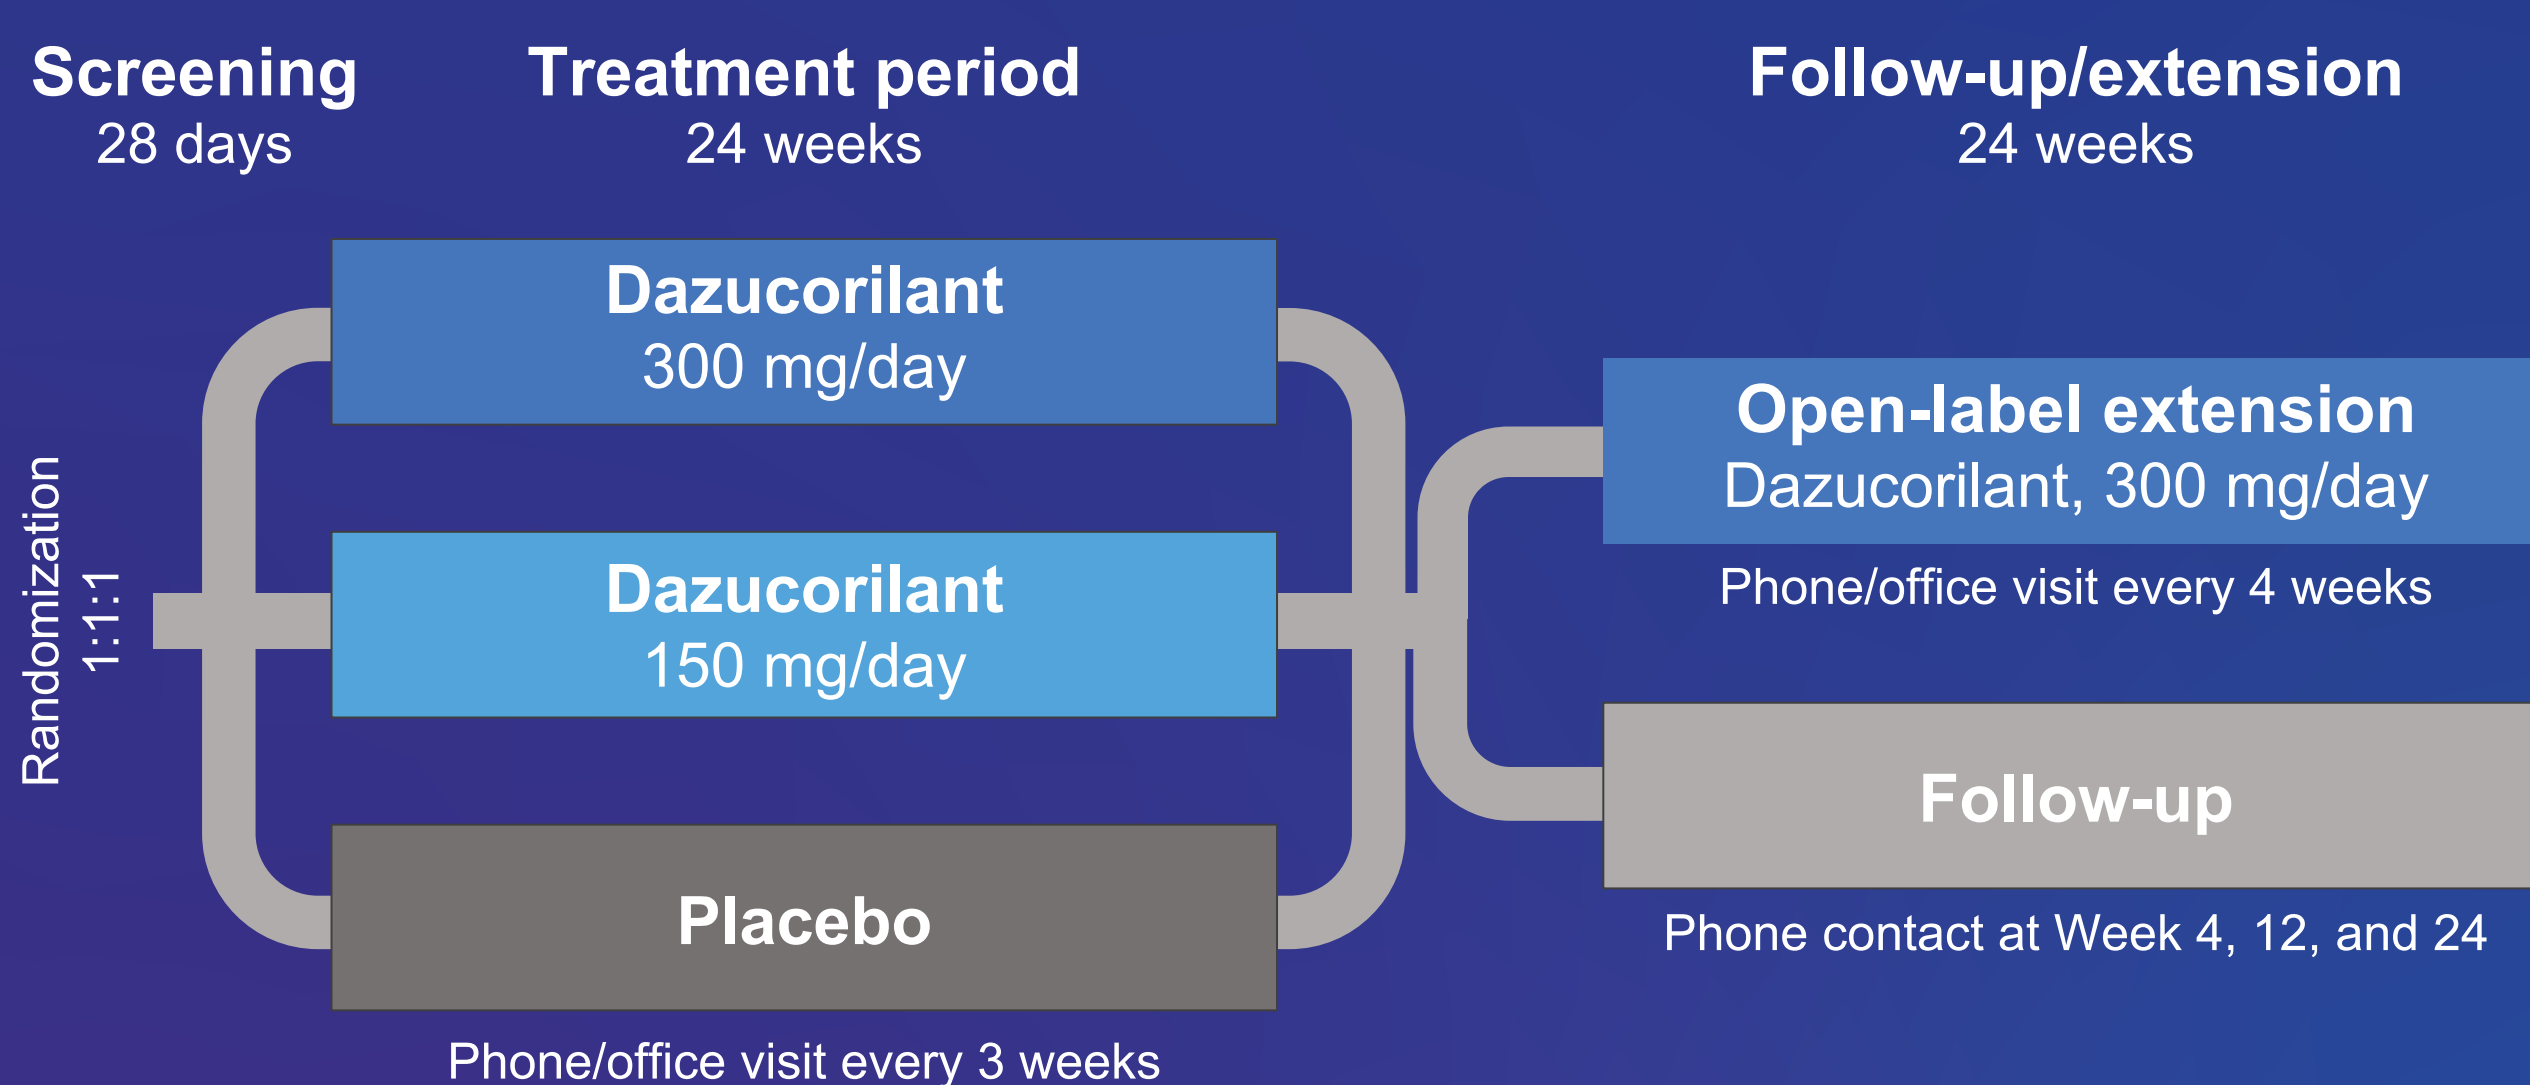 Screening
28 days
Treatment period
24 weeks
Follow-up/extension
24 weeks
Randomization
1:1:1
Dazucorilant
300 mg/day
Dazucorilant
150 mg/day
Placebo
Phone/office visit every 3 weeks
Open-label extension
Dazucorilant, 300 mg/day
Phone/office visit every 4 weeks
Follow-up
Phone contact at Week 4, 12, and 24